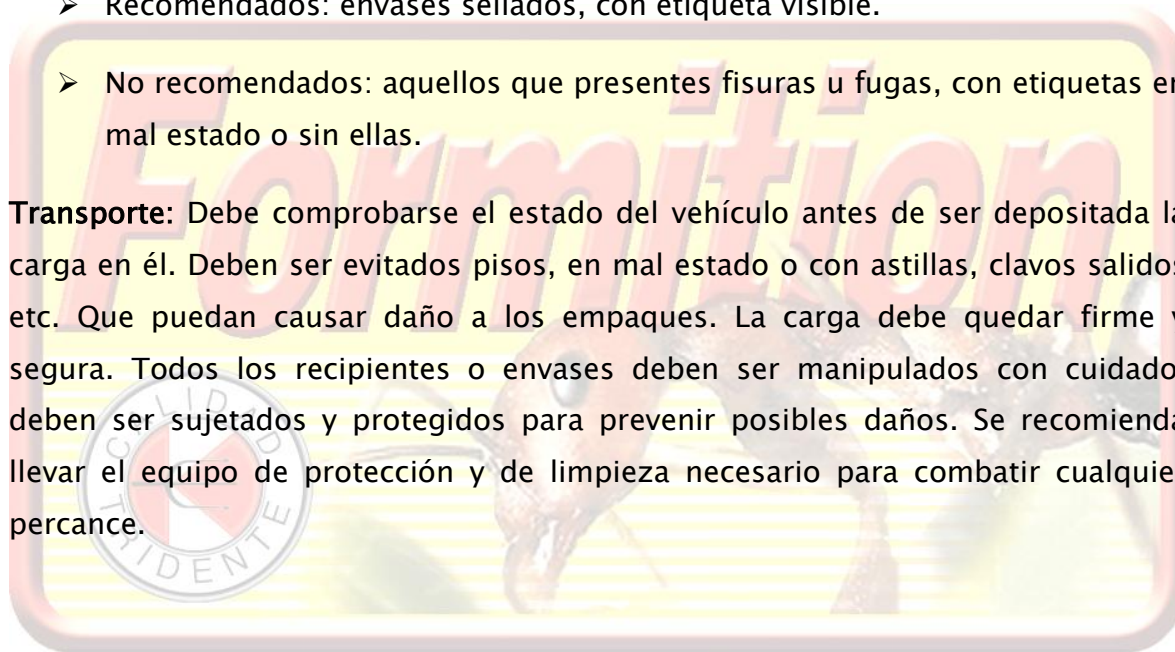 ➢ Recomendados: envases sellados, con etiqueta visible.
➢ No recomendados: aquellos que presentes fisuras u fugas, con etiquetas en
mal estado o sin ellas.
Transporte: Debe comprobarse el estado del vehículo antes de ser depositada la
carga en él. Deben ser evitados pisos, en mal estado o con astillas, clavos salidos
etc. Que puedan causar daño a los empaques. La carga debe quedar firme y
segura. Todos los recipientes o envases deben ser manipulados con cuidado
deben ser sujetados y protegidos para prevenir posibles daños. Se recomienda
llevar el equipo de protección y de limpieza necesario para combatir cualquier
percance.
Formition
CALIDAD
TRIDENTE